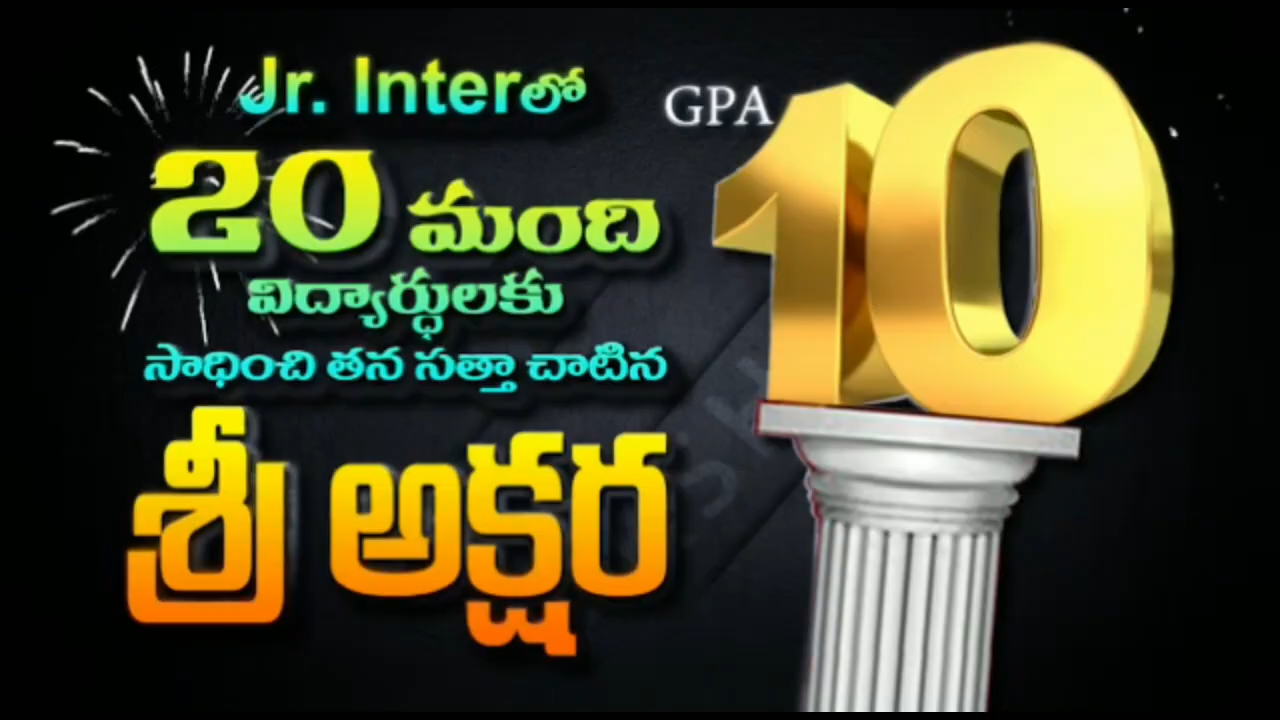 Jr. Interలో
20 మంది
విద్యార్ధులకు
సాధించి తన సత్తా చాటిన
శ్రీ అక్షర
GPA 10